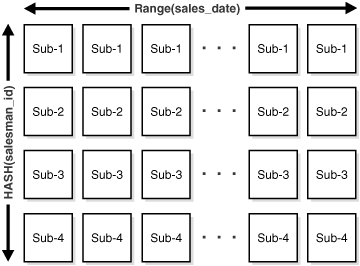 Range(sales_date)
HASH(salesman_id)
Sub-1 Sub-1 Sub-1 . . . Sub-1 Sub-1
Sub-2 Sub-2 Sub-2 . . . Sub-2 Sub-2
Sub-3 Sub-3 Sub-3 . . . Sub-3 Sub-3
Sub-4 Sub-4 Sub-4 . . . Sub-4 Sub-4